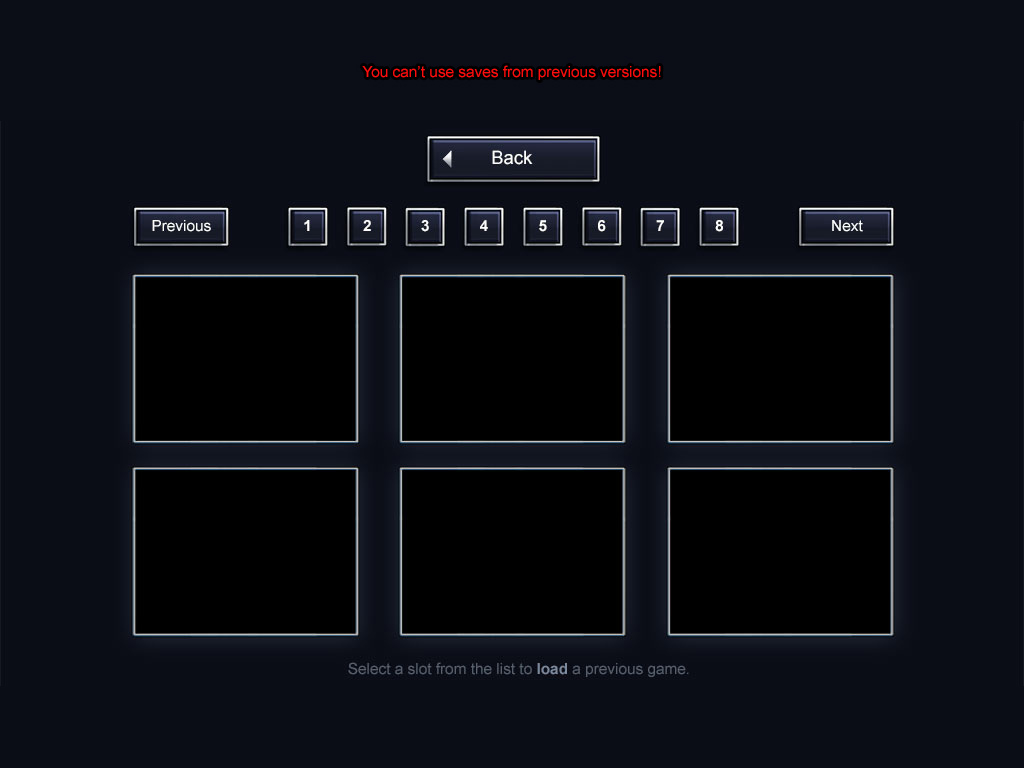 You can't use saves from previous versions!
Back
Previous 1 2 3 4 5 6 7 8 Next
Select a slot from the list to load a previous game.